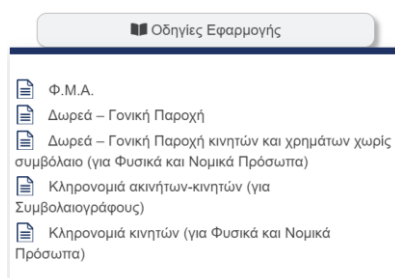 Οδηγίες Εφαρμογής
Φ.Μ.Α.
Δωρεά – Γονική Παροχή
Δωρεά – Γονική Παροχή κινητών και χρημάτων χωρίς
συμβόλαιο (για Φυσικά και Νομικά Πρόσωπα)
Κληρονομιά ακινήτων-κινητών (για
Συμβολαιογράφους)
Κληρονομιά κινητών (για Φυσικά και Νομικά
Πρόσωπα)